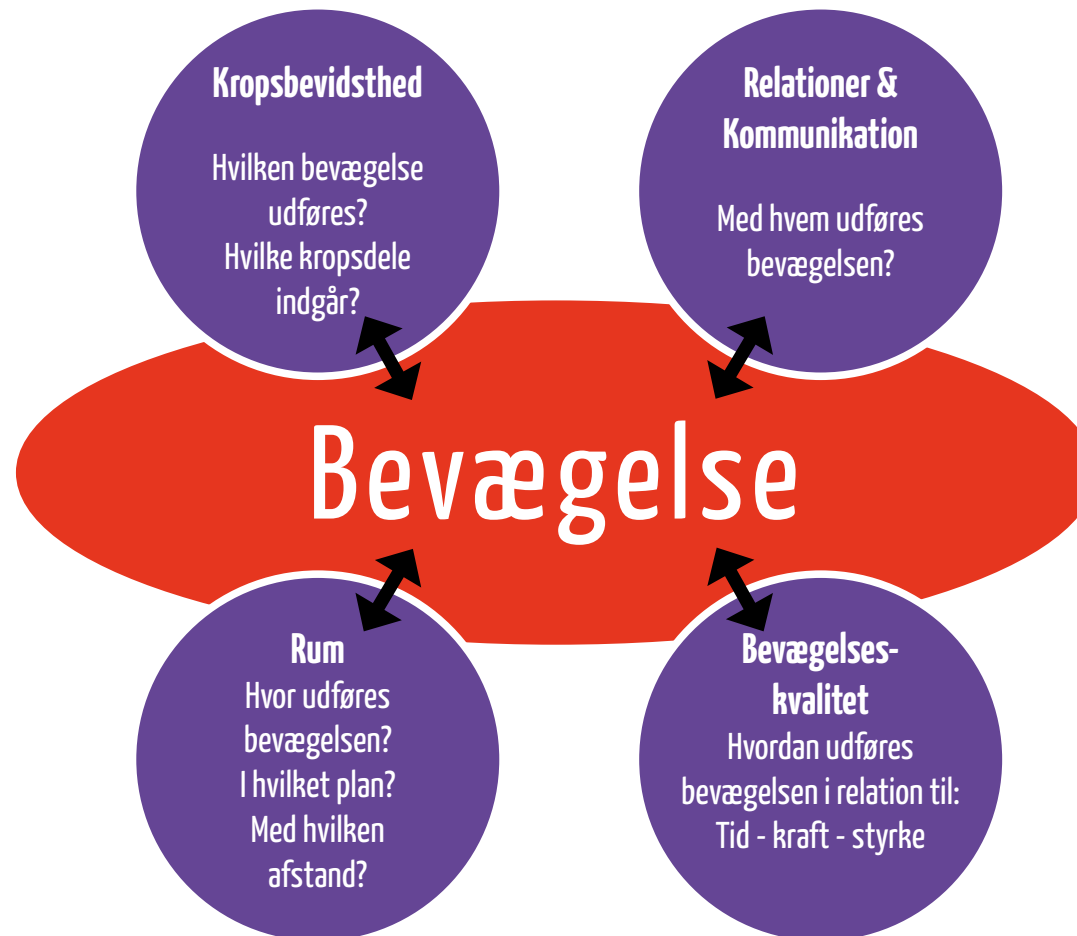 Kropsbevidsthed
Hvilken bevægelse
udføres?
Hvilke kropsdele
indgår?
Relationer &
Kommunikation
Med hvem udføres
bevægelsen?
Bevægelse
Rum
Hvor udføres
bevægelsen?
I hvilket plan?
Med hvilken
afstand?
Bevægelses-
kvalitet
Hvordan udføres
bevægelsen i relation til:
Tid - kraft - styrke